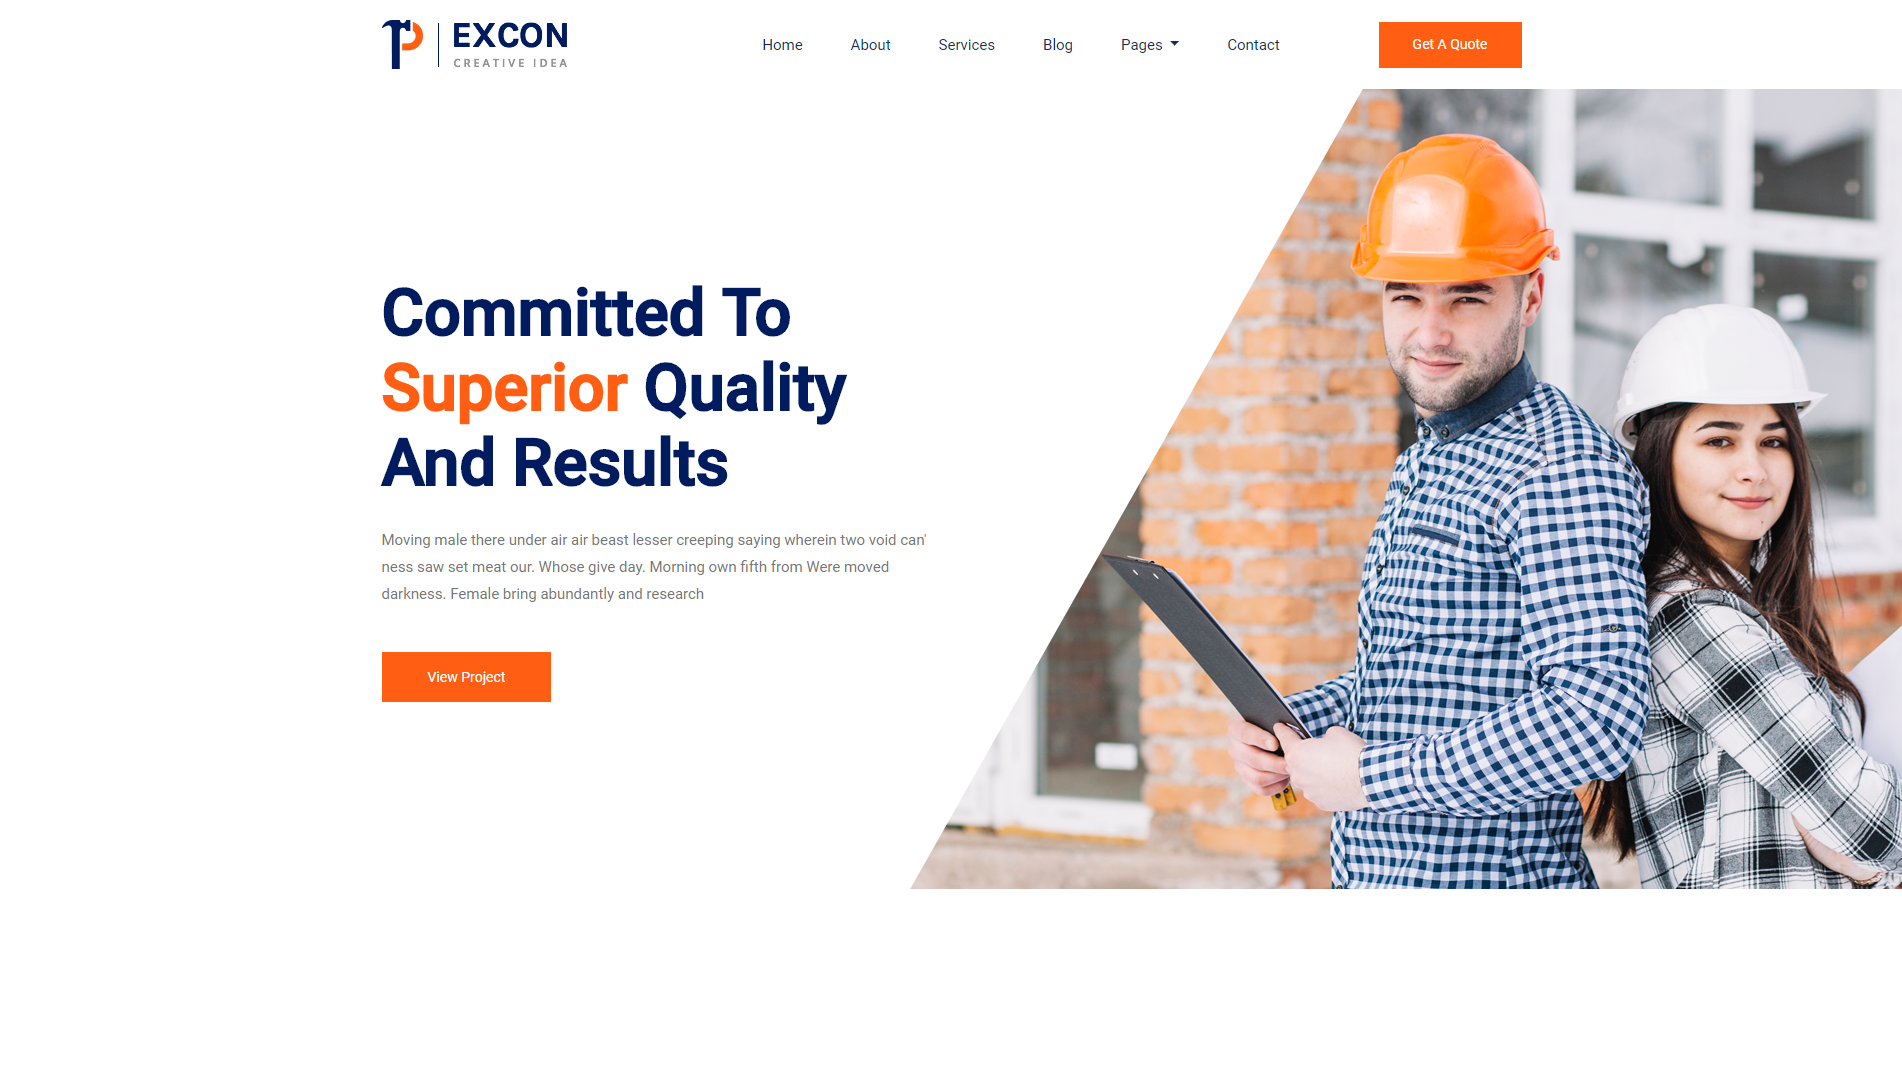 EXCON
CREATIVE IDEA
Home About Services Blog Pages Contact
Get A Quote
Committed To
Superior Quality
And Results
Moving male there under air air beast lesser creeping saying wherein two void can'
ness saw set meat our. Whose give day. Morning own fifth from Were moved
darkness. Female bring abundantly and research
View Project